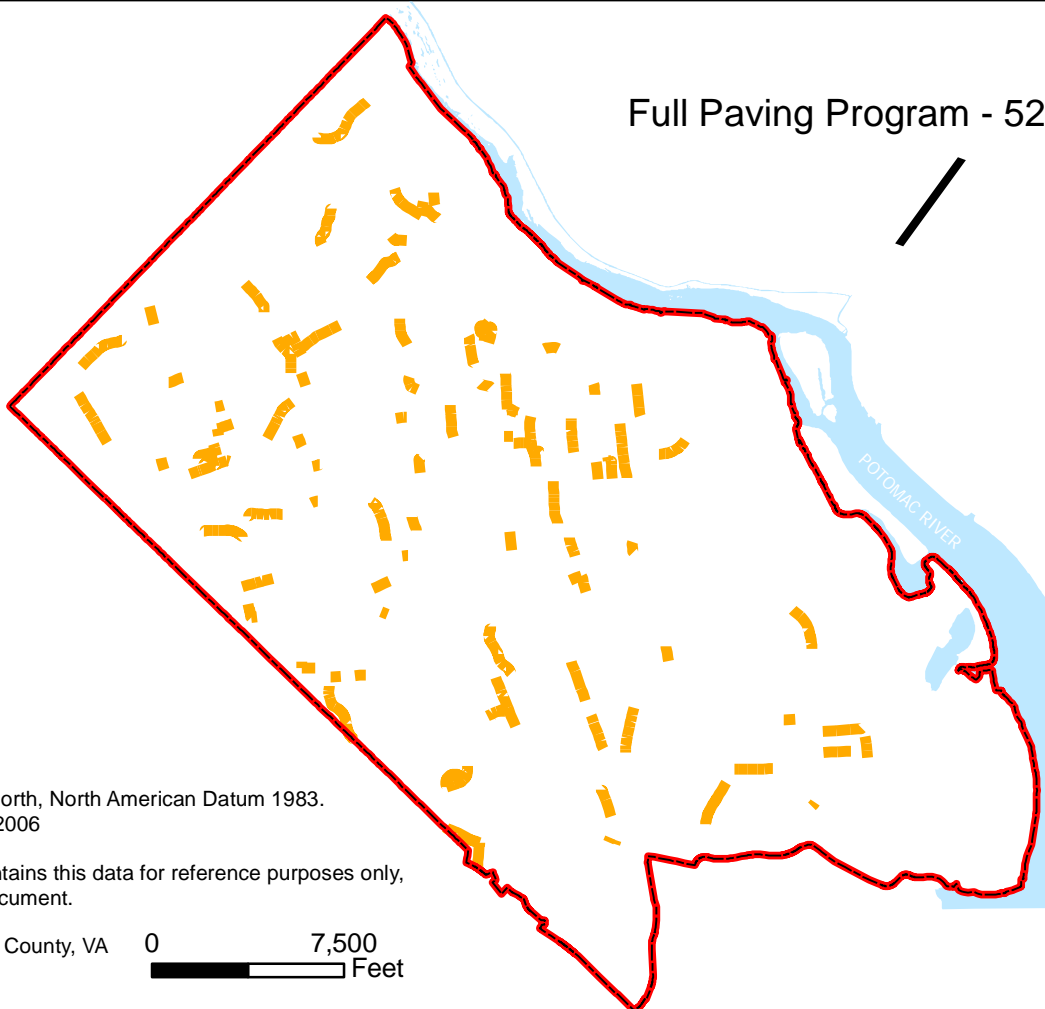 Full Paving Program - 52
POTOMAC RIVER
orth, North American Datum 1983.
2006
tains this data for reference purposes only,
cument.
County, VA
0 7,500
Feet